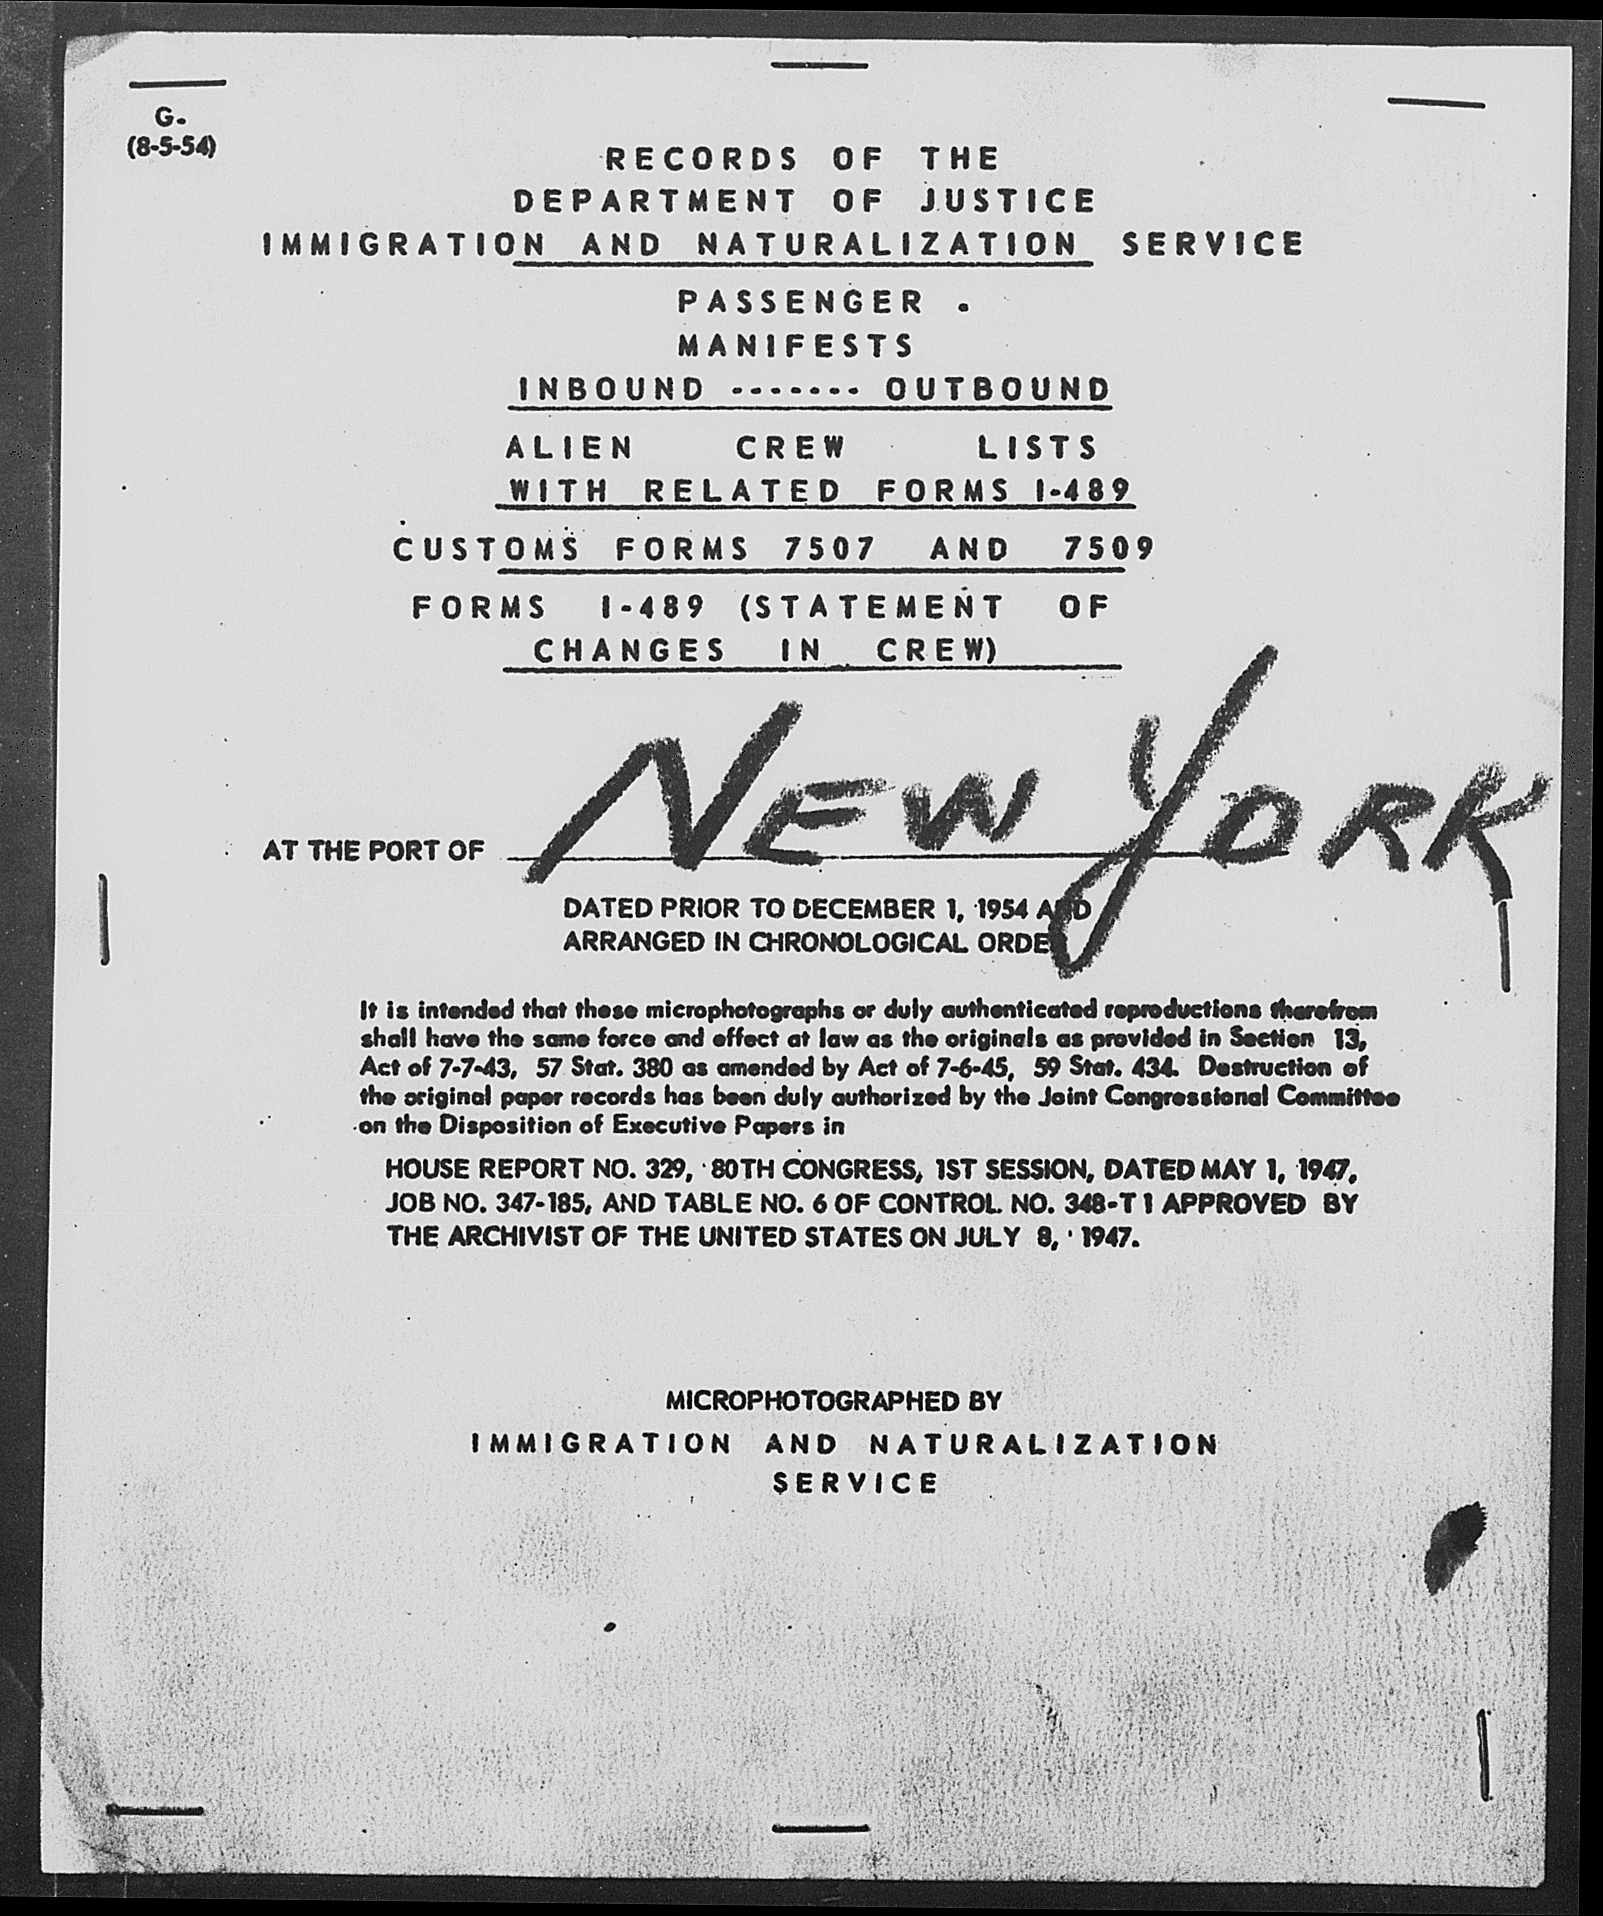 G.
(8-5-54)
RECORDS OF THE
DEPARTMENT OF JUSTICE
IMMIGRATION AND NATURALIZATION SERVICE
PASSENGER .
MANIFESTS
INBOUND ------- OUTBOUND
ALIEN CREW LISTS
WITH RELATED FORMS I-489
CUSTOMS FORMS 7507 AND 7509
FORMS I-489 (STATEMENT OF
CHANGES IN CREW)
AT THE PORT OF NEW YORK
DATED PRIOR TO DECEMBER 1, 1954 AND
ARRANGED IN CHRONOLOGICAL ORDER
It is intended that these microphotographs or duly authenticated reproductions therefrom
shall have the same force and effect at law as the originals as provided in Section 13,
Act of 7-7-43, 57 Stat. 380 as amended by Act of 7-6-45, 59 Stat. 434. Destruction of
the original paper records has been duly authorized by the Joint Congressional Committee
on the Disposition of Executive Papers in
HOUSE REPORT NO. 329, 80TH CONGRESS, 1ST SESSION, DATED MAY 1, 1947,
JOB NO. 347-185, AND TABLE NO. 6 OF CONTROL NO. 348-T1 APPROVED BY
THE ARCHIVIST OF THE UNITED STATES ON JULY 8, 1947.
MICROPHOTOGRAPHED BY
IMMIGRATION AND NATURALIZATION
SERVICE